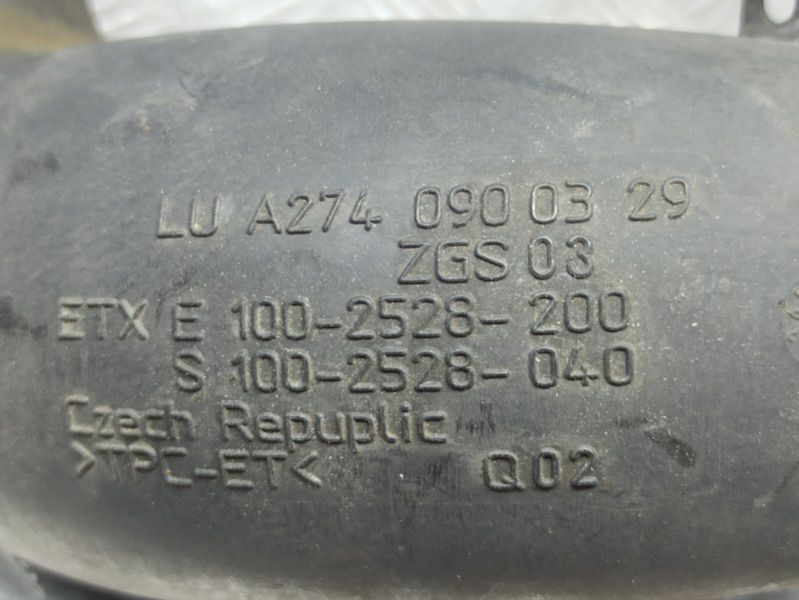 LU A274 090 03 29
ZGS 03
ETX E 100-2528-200
S 100-2528-040
Czech Repuplic
>TPC-ET< Q02